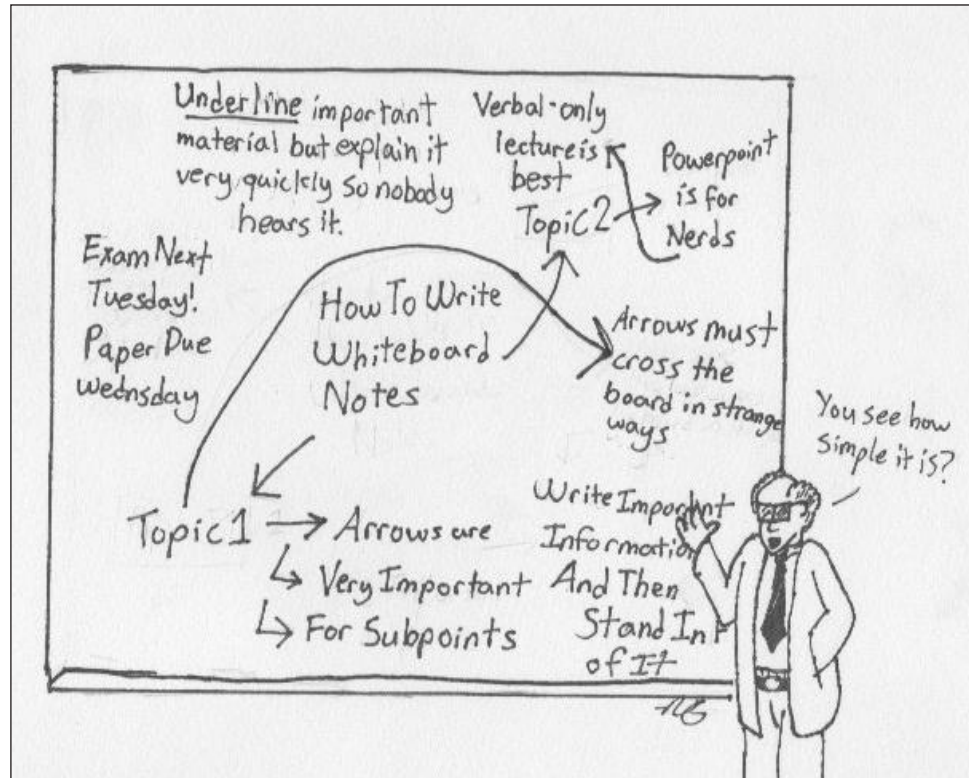 Underline important
material but explain it
very quickly so nobody
hears it.
Verbal-only
lecture is
best
Topic 2
Powerpoint
is for
Nerds
Exam Next
Tuesday!
Paper Due
Wednsday
How To Write
Whiteboard
Notes
Arrows must
cross the
board in strange
ways
You see how
simple it is?
Topic 1
Arrows are
Very Important
For Subpoints
Write Important
Information
And Then
Stand In F
of It